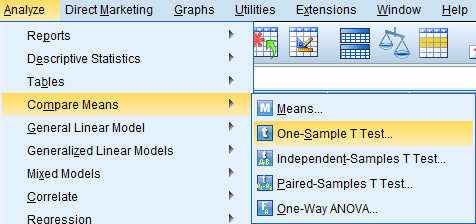 Analyze Direct Marketing Graphs Utilities Extensions Window Help
Reports
Descriptive Statistics
Tables
Compare Means
General Linear Model
Generalized Linear Models
Mixed Models
Correlate
Regression
M Means...
t One-Sample T Test...
Independent-Samples T Test...
Paired-Samples T Test...
One-Way ANOVA...